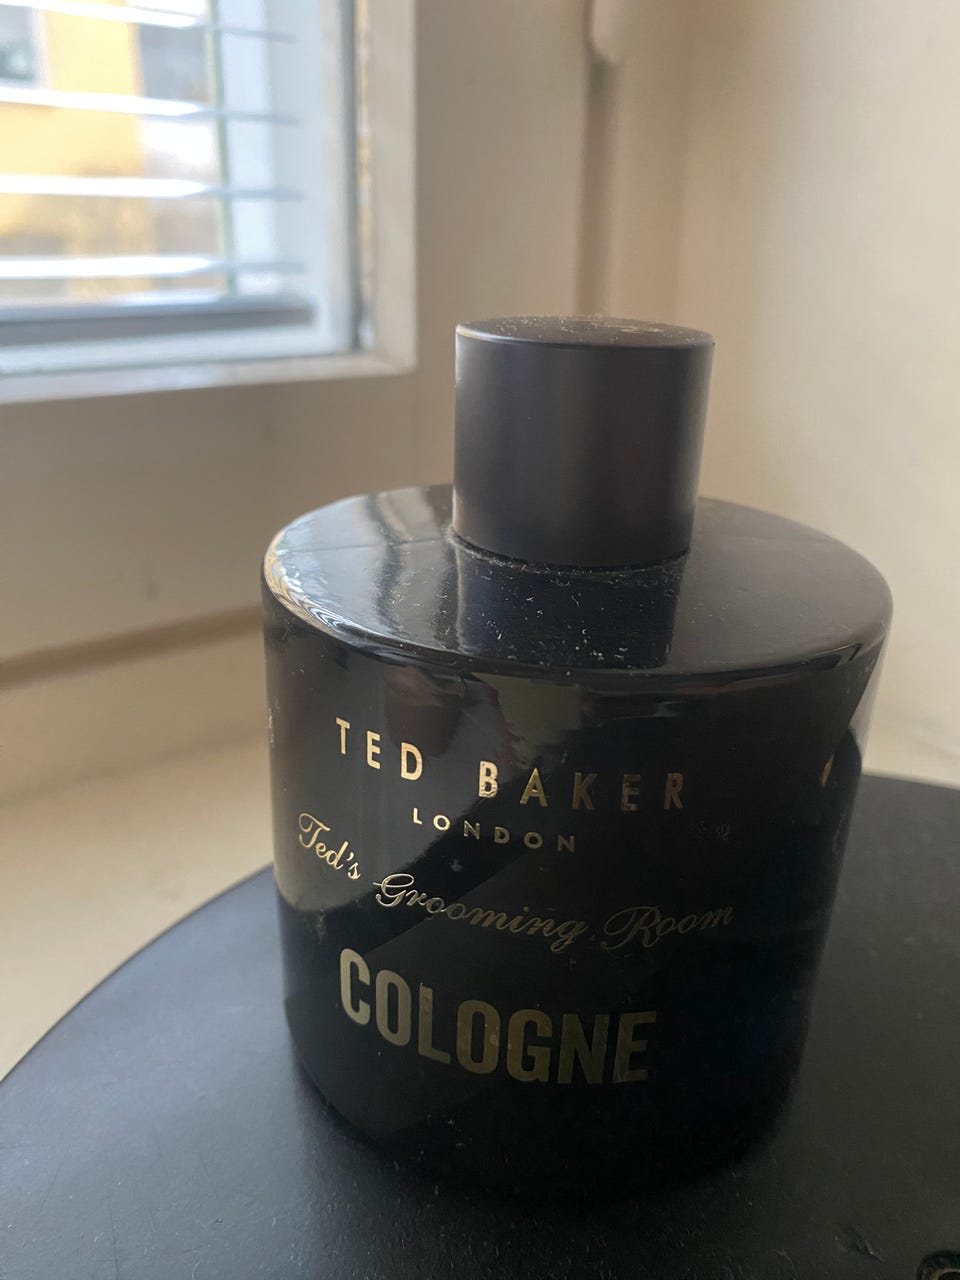 TED BAKER
LONDON
Ted's Grooming Room
COLOGNE